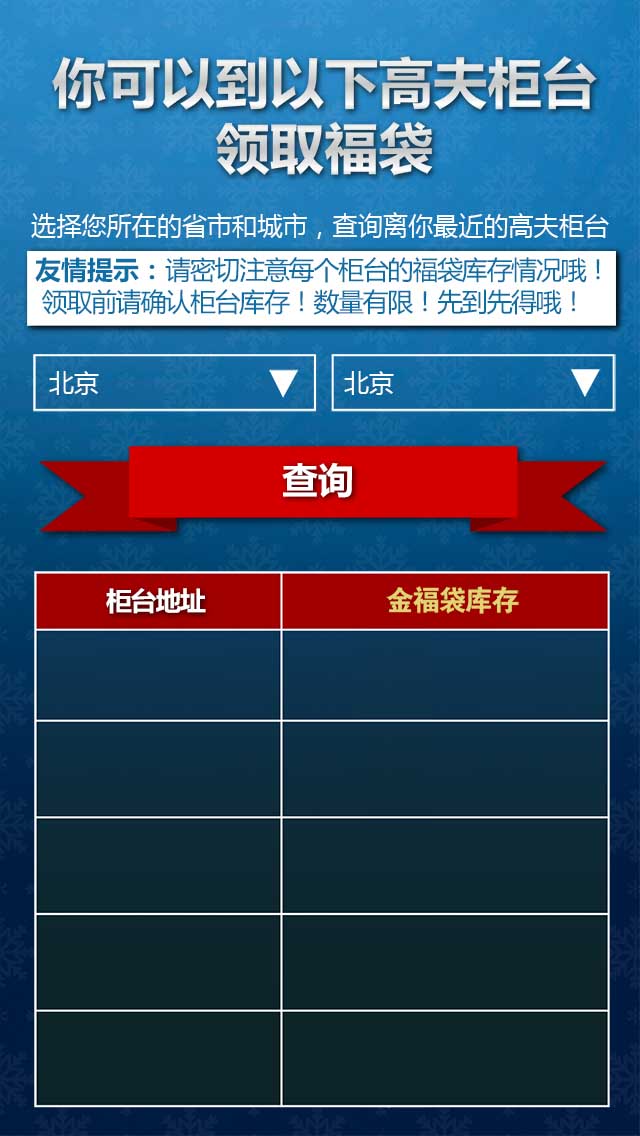 你可以到以下高夫柜台
领取福袋
选择您所在的省市和城市，查询离你最近的高夫柜台
友情提示：请密切注意每个柜台的福袋库存情况哦！
领取前请确认柜台库存！数量有限！先到先得哦！
北京 北京
查询
柜台地址 金福袋库存